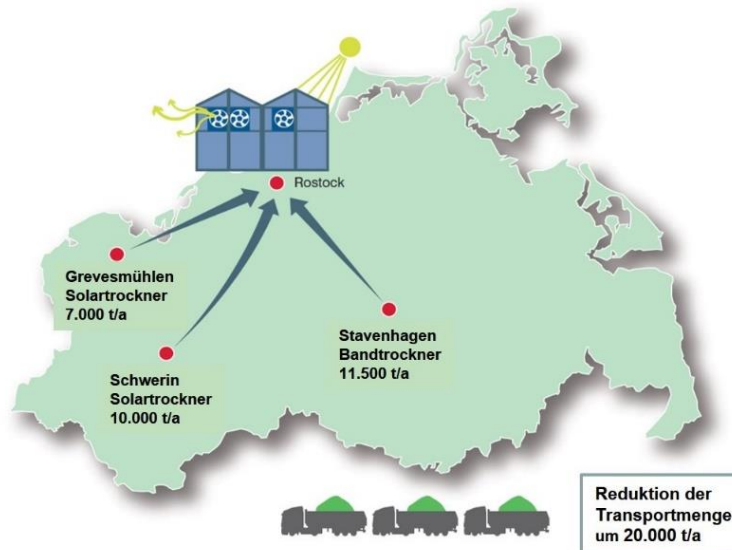 Rostock
Grevesmühlen
Solartrockner
7.000 t/a
Schwerin
Solartrockner
10.000 t/a
Stavenhagen
Bandtrockner
11.500 t/a
Reduktion der
Transportmenge
um 20.000 t/a